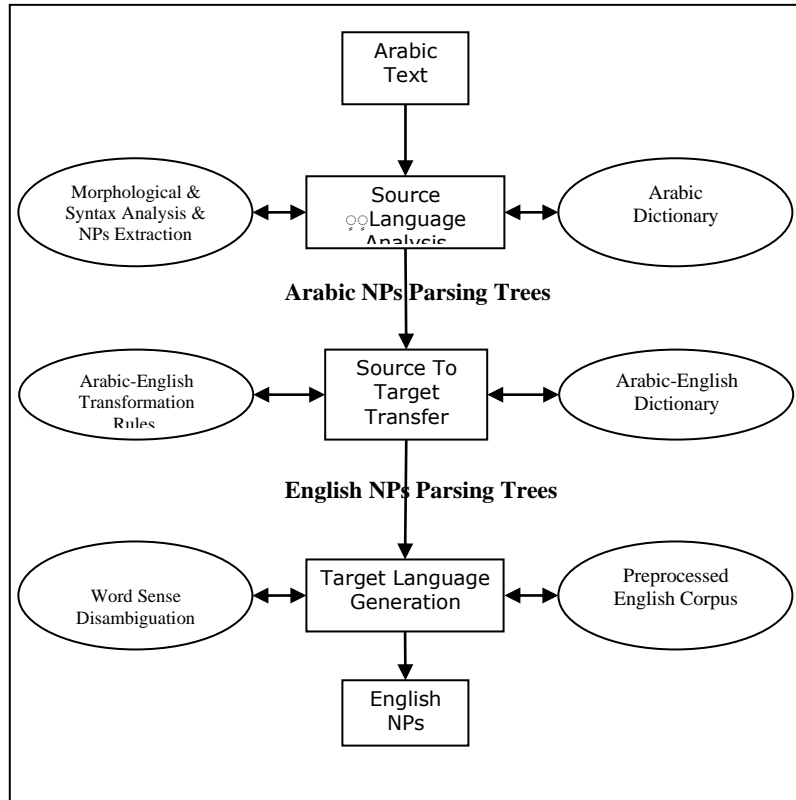 Arabic
Text
Morphological &
Syntax Analysis &
NPs Extraction
Source
Language
Analysis
Arabic
Dictionary
Arabic NPs Parsing Trees
Arabic-English
Transformation
Rules
Source To
Target
Transfer
Arabic-English
Dictionary
English NPs Parsing Trees
Word Sense
Disambiguation
Target Language
Generation
Preprocessed
English Corpus
English
NPs